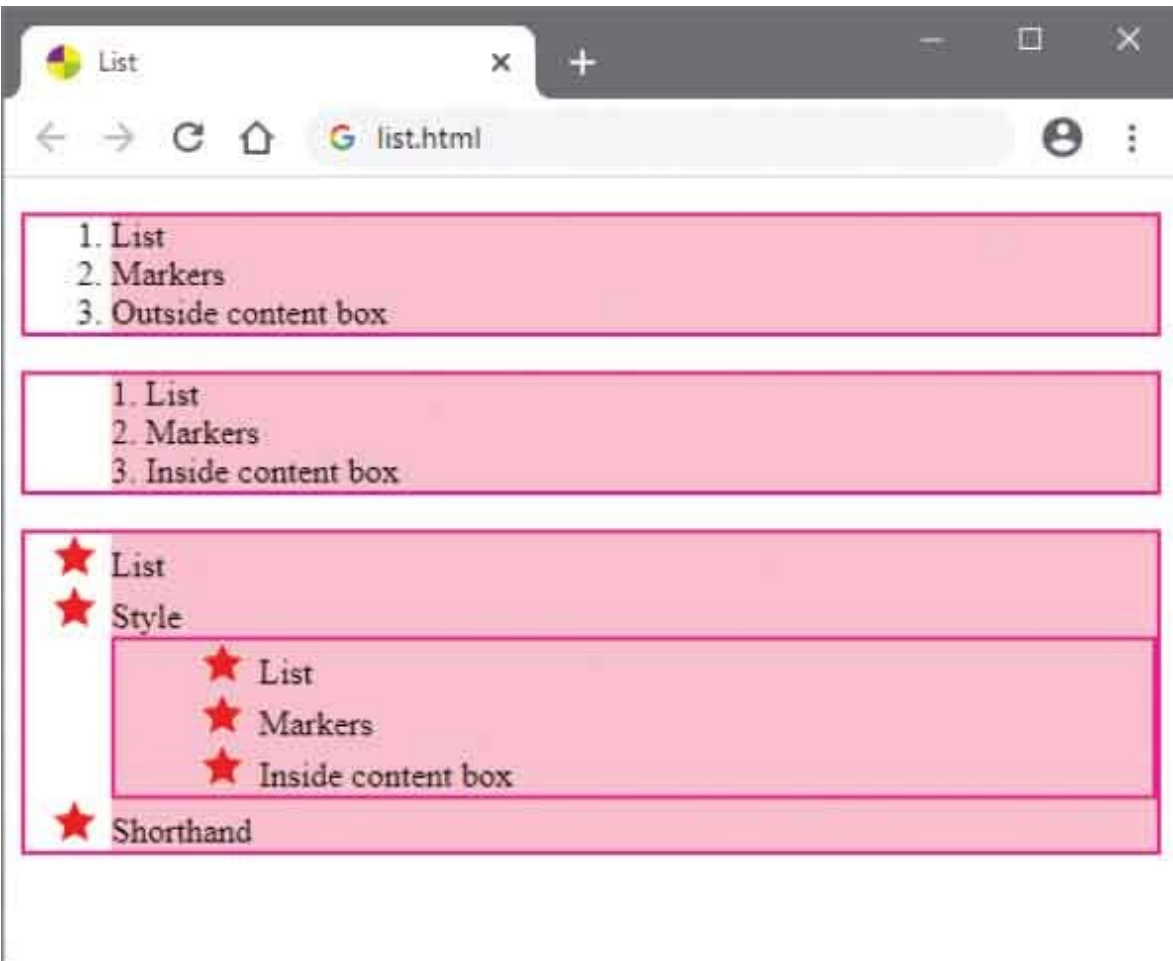 List
list.html
1. List
2. Markers
3. Outside content box
1. List
2. Markers
3. Inside content box
List
Style
List
Markers
Inside content box
Shorthand